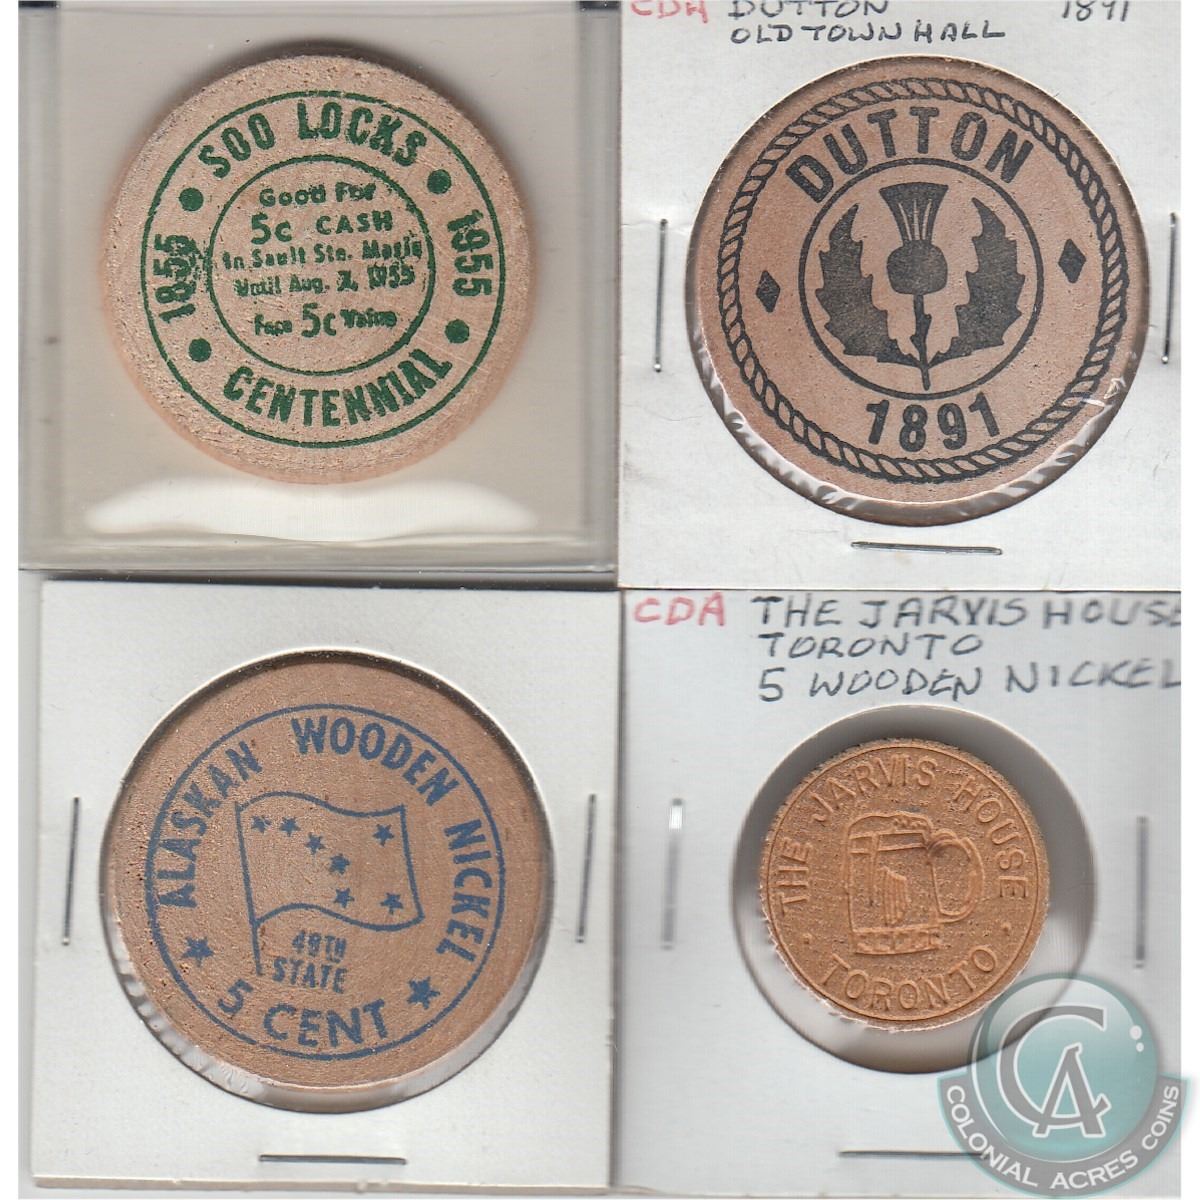 SOO LOCKS
1855
1955
Good For
5c CASH
In Sault Ste. Marie
Until Aug. 7, 1955
Face 5c Value
CENTENNIAL
CDA DUTTON 1891
OLD TOWN HALL
DUTTON
1891
ALASKAN WOODEN NICKEL
49TH
STATE
5 CENT
CDA THE JARVIS HOUSE
TORONTO
5 WOODEN NICKEL
THE JARVIS HOUSE
TORONTO
CA
COLONIAL ACRES COINS